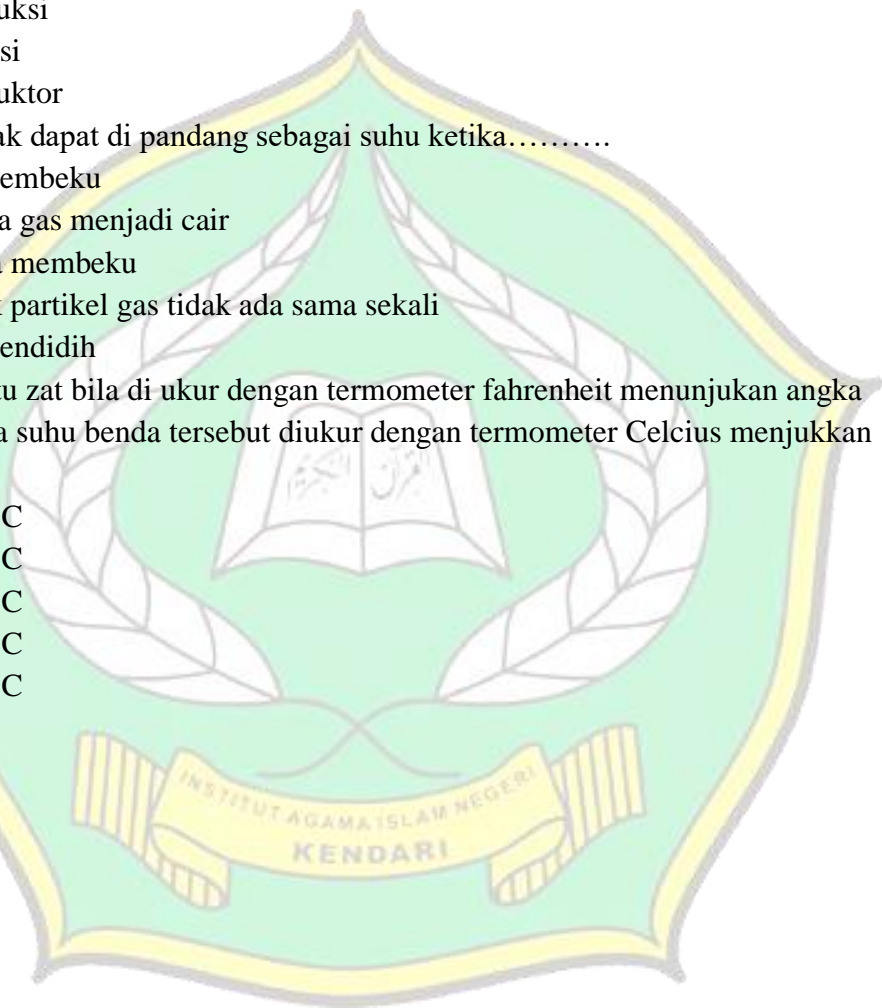 uksi
si
uktor
ak dapat di pandang sebagai suhu ketika……….
embeku
a gas menjadi cair
membeku
partikel gas tidak ada sama sekali
endidih
tu zat bila di ukur dengan termometer fahrenheit menunjukan angka
a suhu benda tersebut diukur dengan termometer Celcius menjukkan
C
C
C
C
C
INSTITUT AGAMA ISLAM NEGERI
KENDARI